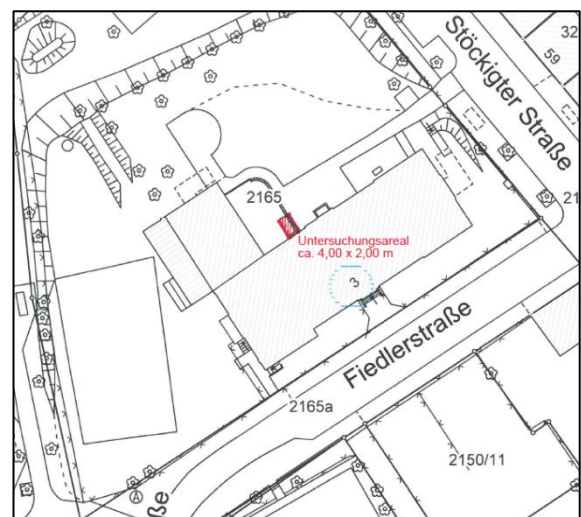 Stöckigter Straße
32
59
21
2165
Untersuchungsareal
ca. 4,00 x 2,00 m
3
Fiedlerstraße
2165a
2150/11
A
ße